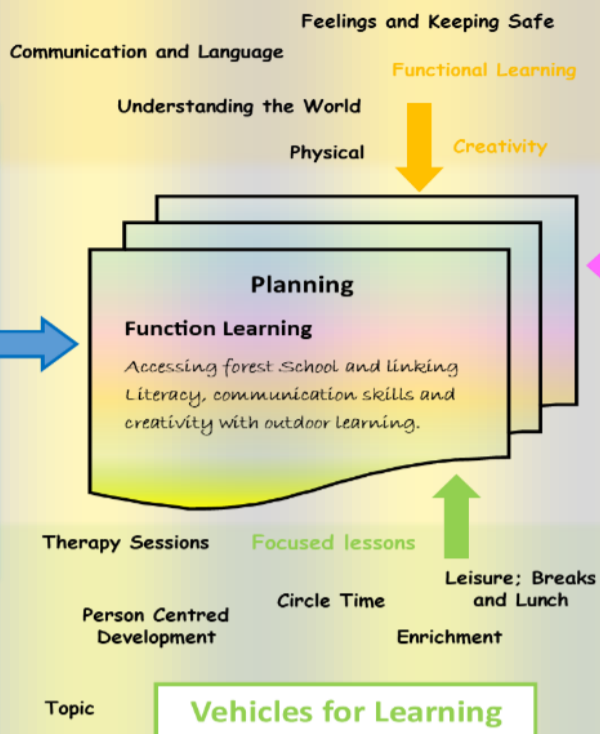 Feelings and Keeping Safe
Communication and Language
Functional Learning
Understanding the World
Creativity
Physical
Planning
Function Learning
Accessing forest School and linking
Literacy, communication skills and
creativity with outdoor learning.
Therapy Sessions
Focused lessons
Leisure; Breaks
and Lunch
Circle Time
Person Centred
Development
Enrichment
Topic
Vehicles for Learning